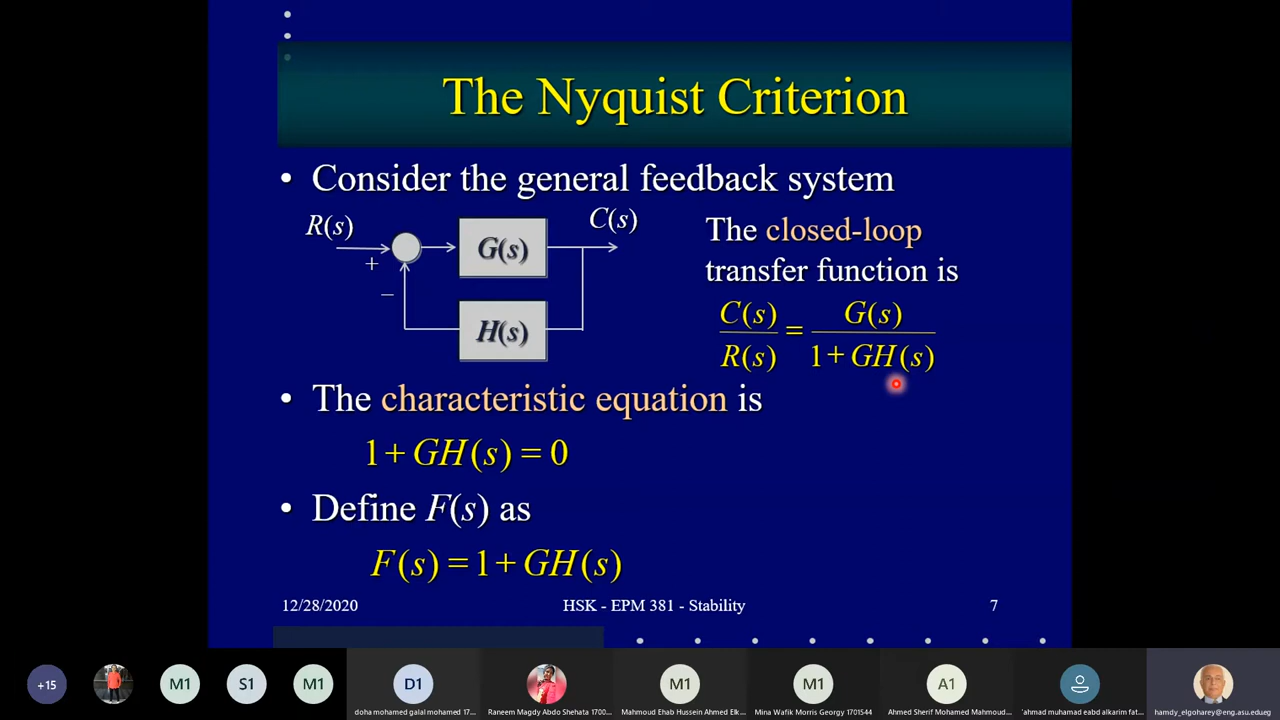 The Nyquist Criterion
• Consider the general feedback system
R(s)
+
−
G(s)
C(s)
H(s)
The closed-loop
transfer function is
C(s)/R(s) = G(s)/(1 + GH(s))
• The characteristic equation is
1 + GH(s) = 0
• Define F(s) as
F(s) = 1 + GH(s)
12/28/2020
HSK - EPM 381 - Stability
7
+15
M1
S1
M1
D1
M1
M1
A1
doha mohamed galal mohamed 17...
Raneem Magdy Abdo Shehata 1700...
Mahmoud Ehab Hussein Ahmed Elk...
Mina Wafik Morris Georgy 1701544
Ahmed Sherif Mohamed Mahmoud...
'ahmad muhamad eabd alkarim fat...
hamdy_elgoharey@eng.asu.edueg